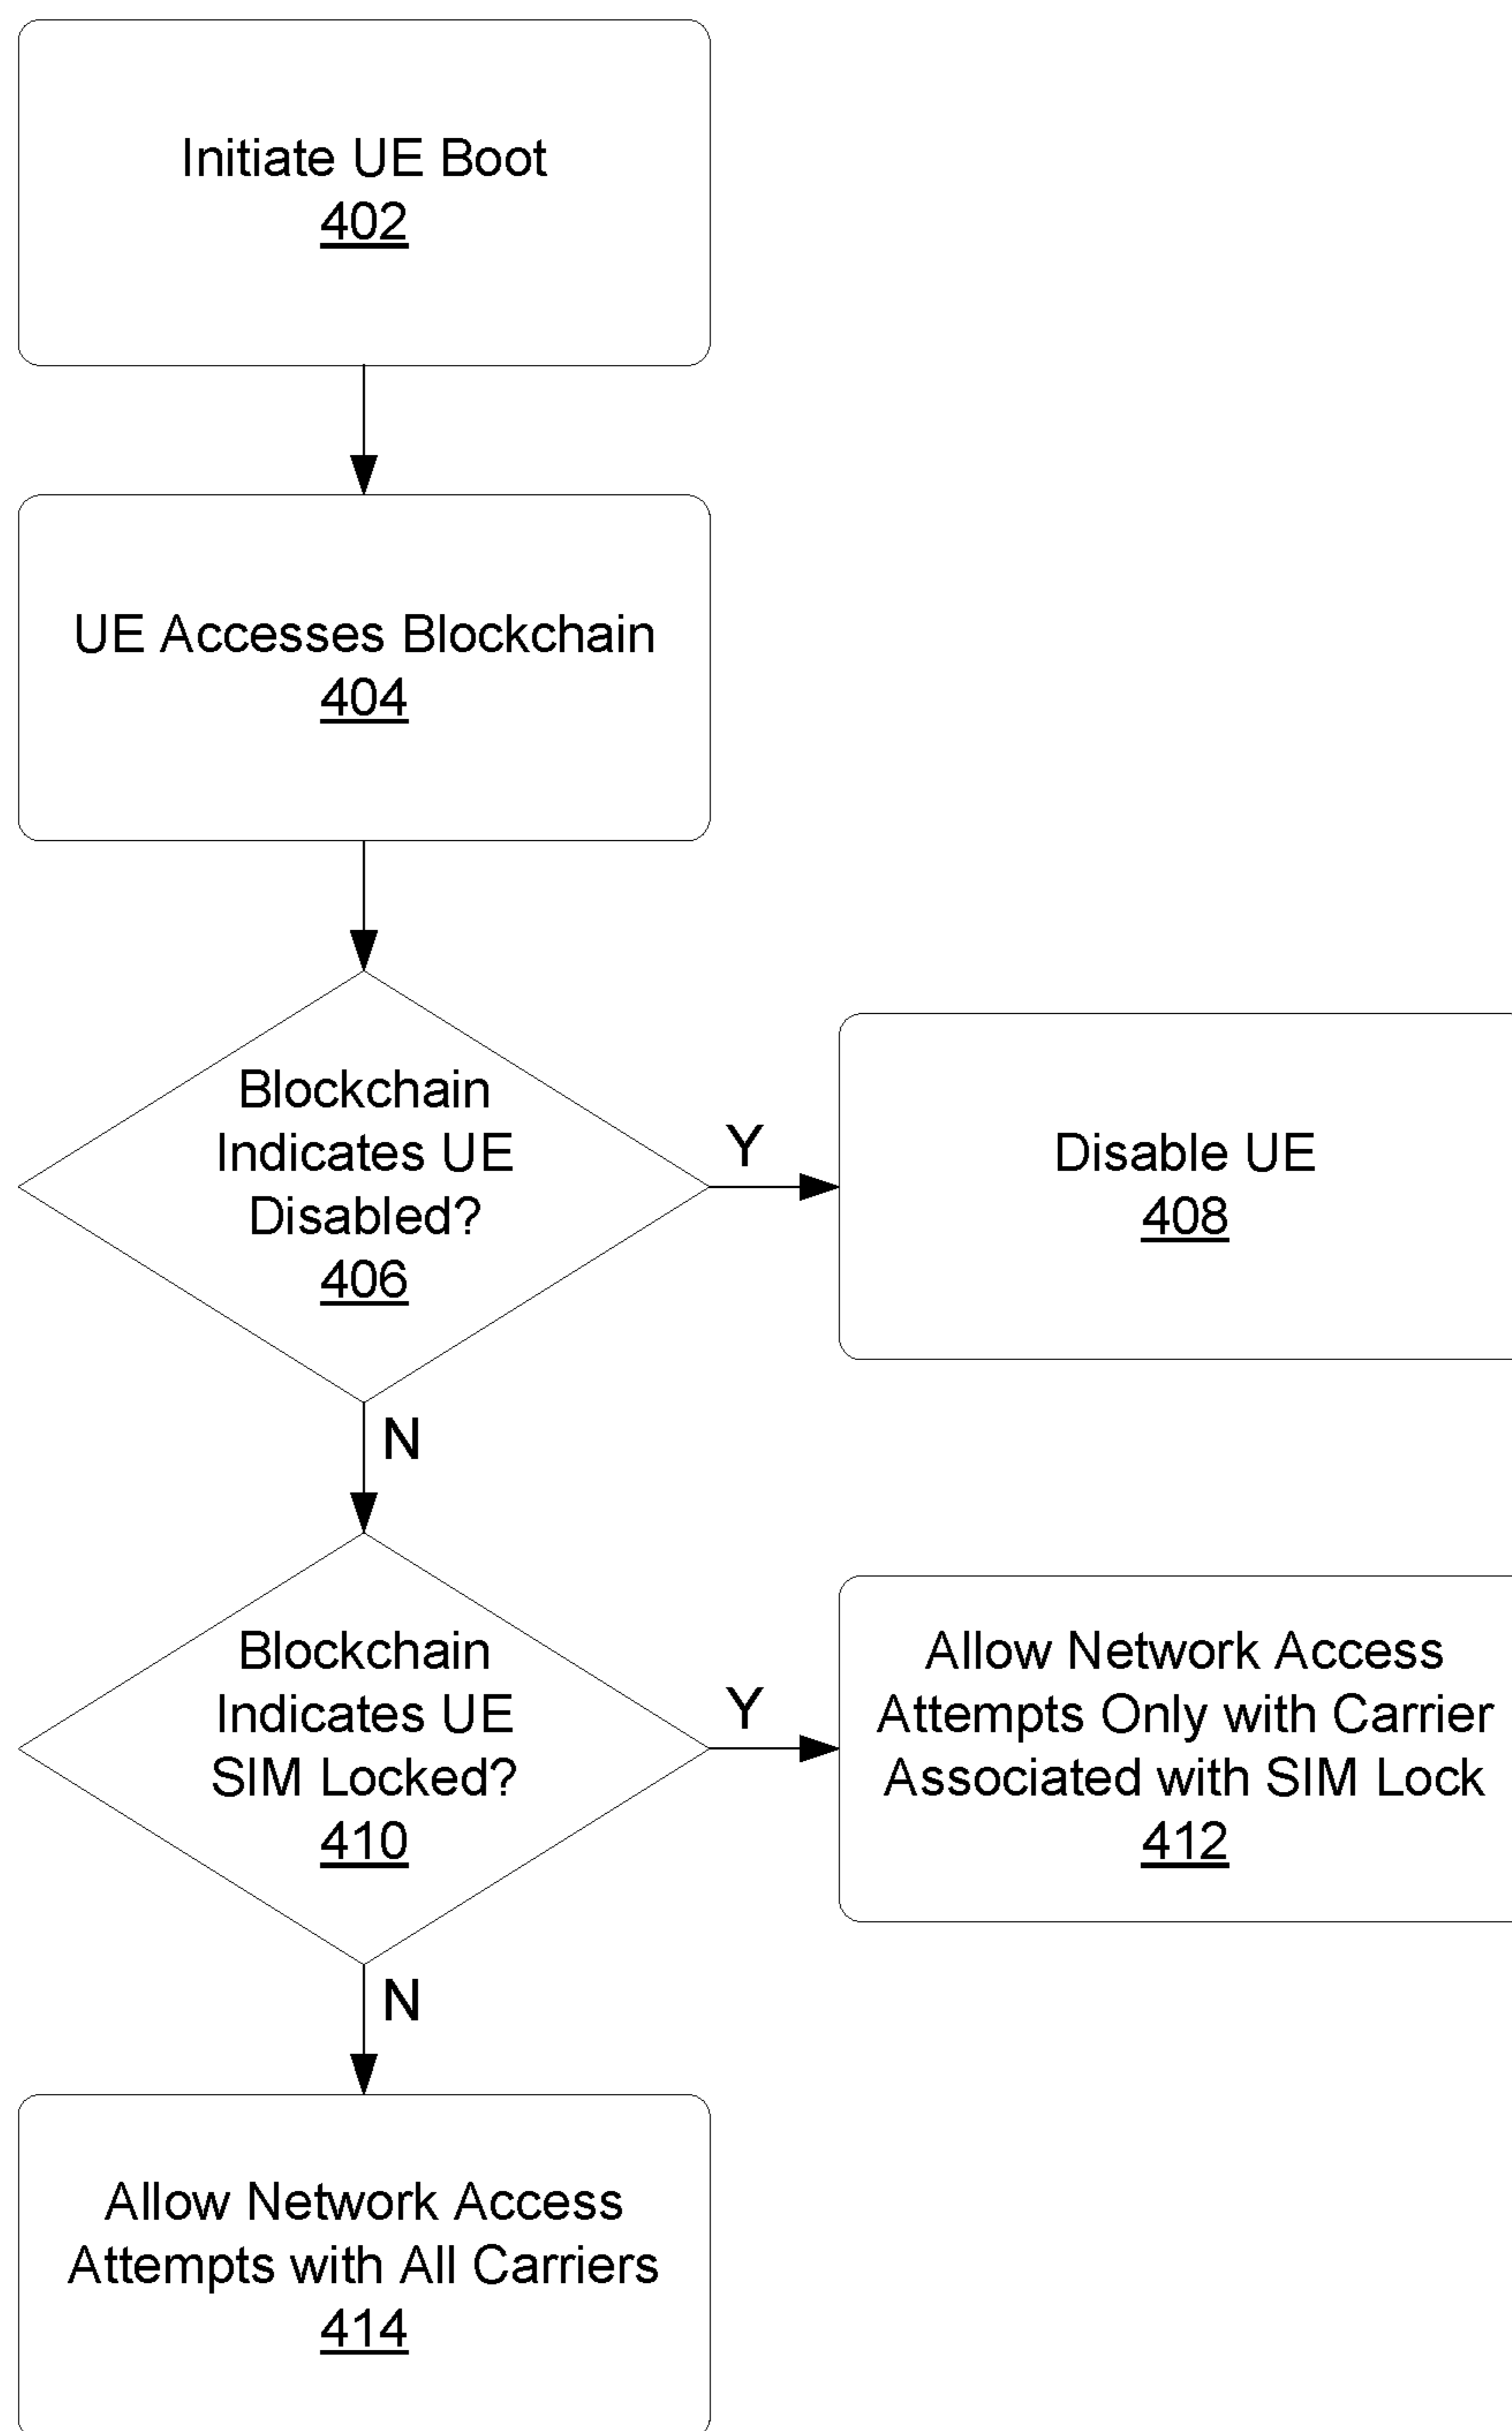 Initiate UE Boot
402
UE Accesses Blockchain
404
Blockchain
Indicates UE
Disabled?
406
Y
Disable UE
408
N
Blockchain
Indicates UE
SIM Locked?
410
Y
Allow Network Access
Attempts Only with Carrier
Associated with SIM Lock
412
N
Allow Network Access
Attempts with All Carriers
414